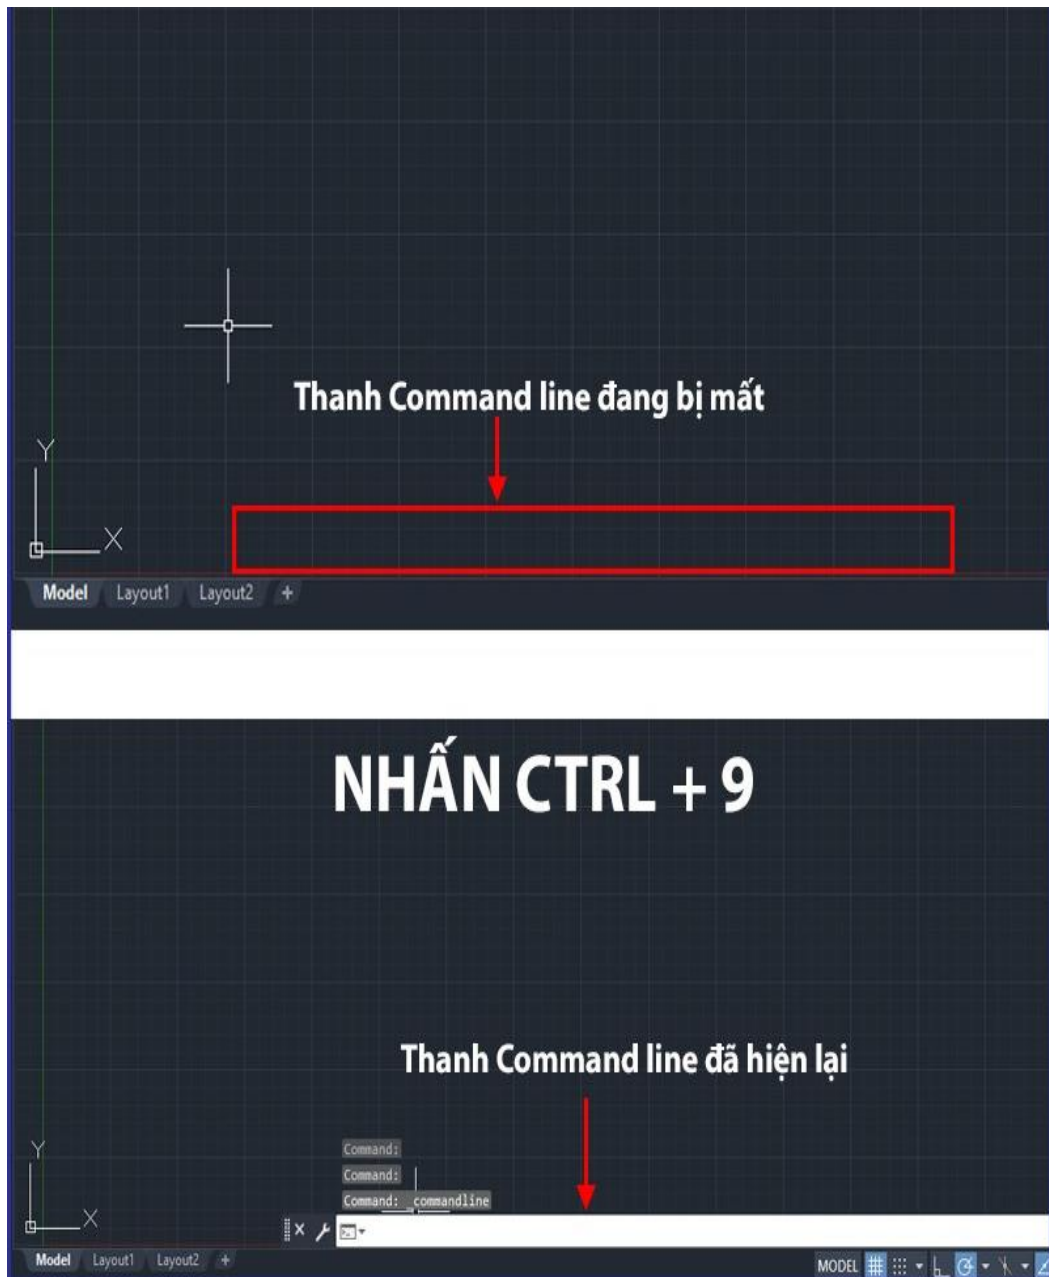 Thanh Command line đang bị mất
Y
X
Model Layout1 Layout2 +
NHẤN CTRL + 9
Thanh Command line đã hiện lại
Y
Command:
Command:
Command: _commandline
X
Model Layout1 Layout2 +
MODEL